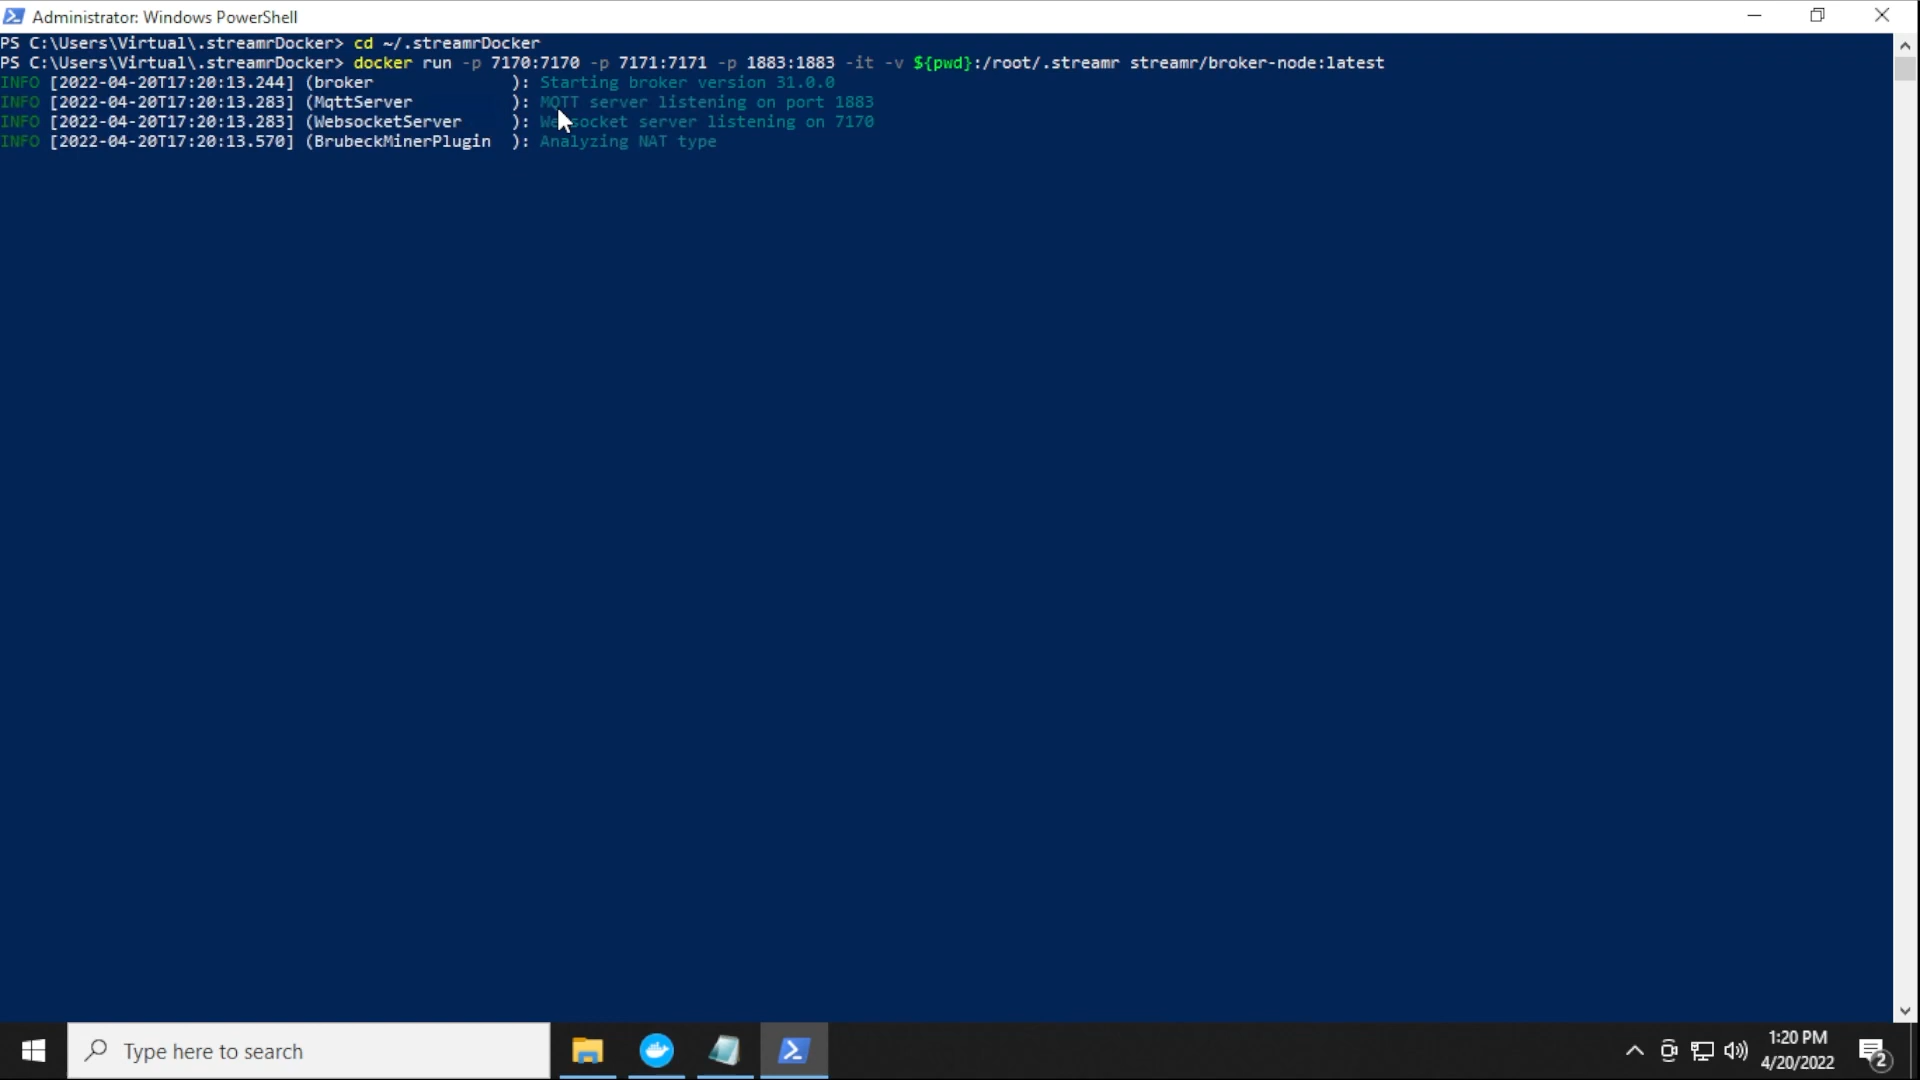 Administrator: Windows PowerShell
PS C:\Users\Virtual\.streamrDocker> cd ~/.streamrDocker
PS C:\Users\Virtual\.streamrDocker> docker run -p 7170:7170 -p 7171:7171 -p 1883:1883 -it -v ${pwd}:/root/.streamr streamr/broker-node:latest
INFO [2022-04-20T17:20:13.244] (broker              ): Starting broker version 31.0.0
INFO [2022-04-20T17:20:13.283] (MqttServer          ): MQTT server listening on port 1883
INFO [2022-04-20T17:20:13.283] (WebsocketServer     ): Websocket server listening on 7170
INFO [2022-04-20T17:20:13.570] (BrubeckMinerPlugin  ): Analyzing NAT type
Type here to search
1:20 PM
4/20/2022
2